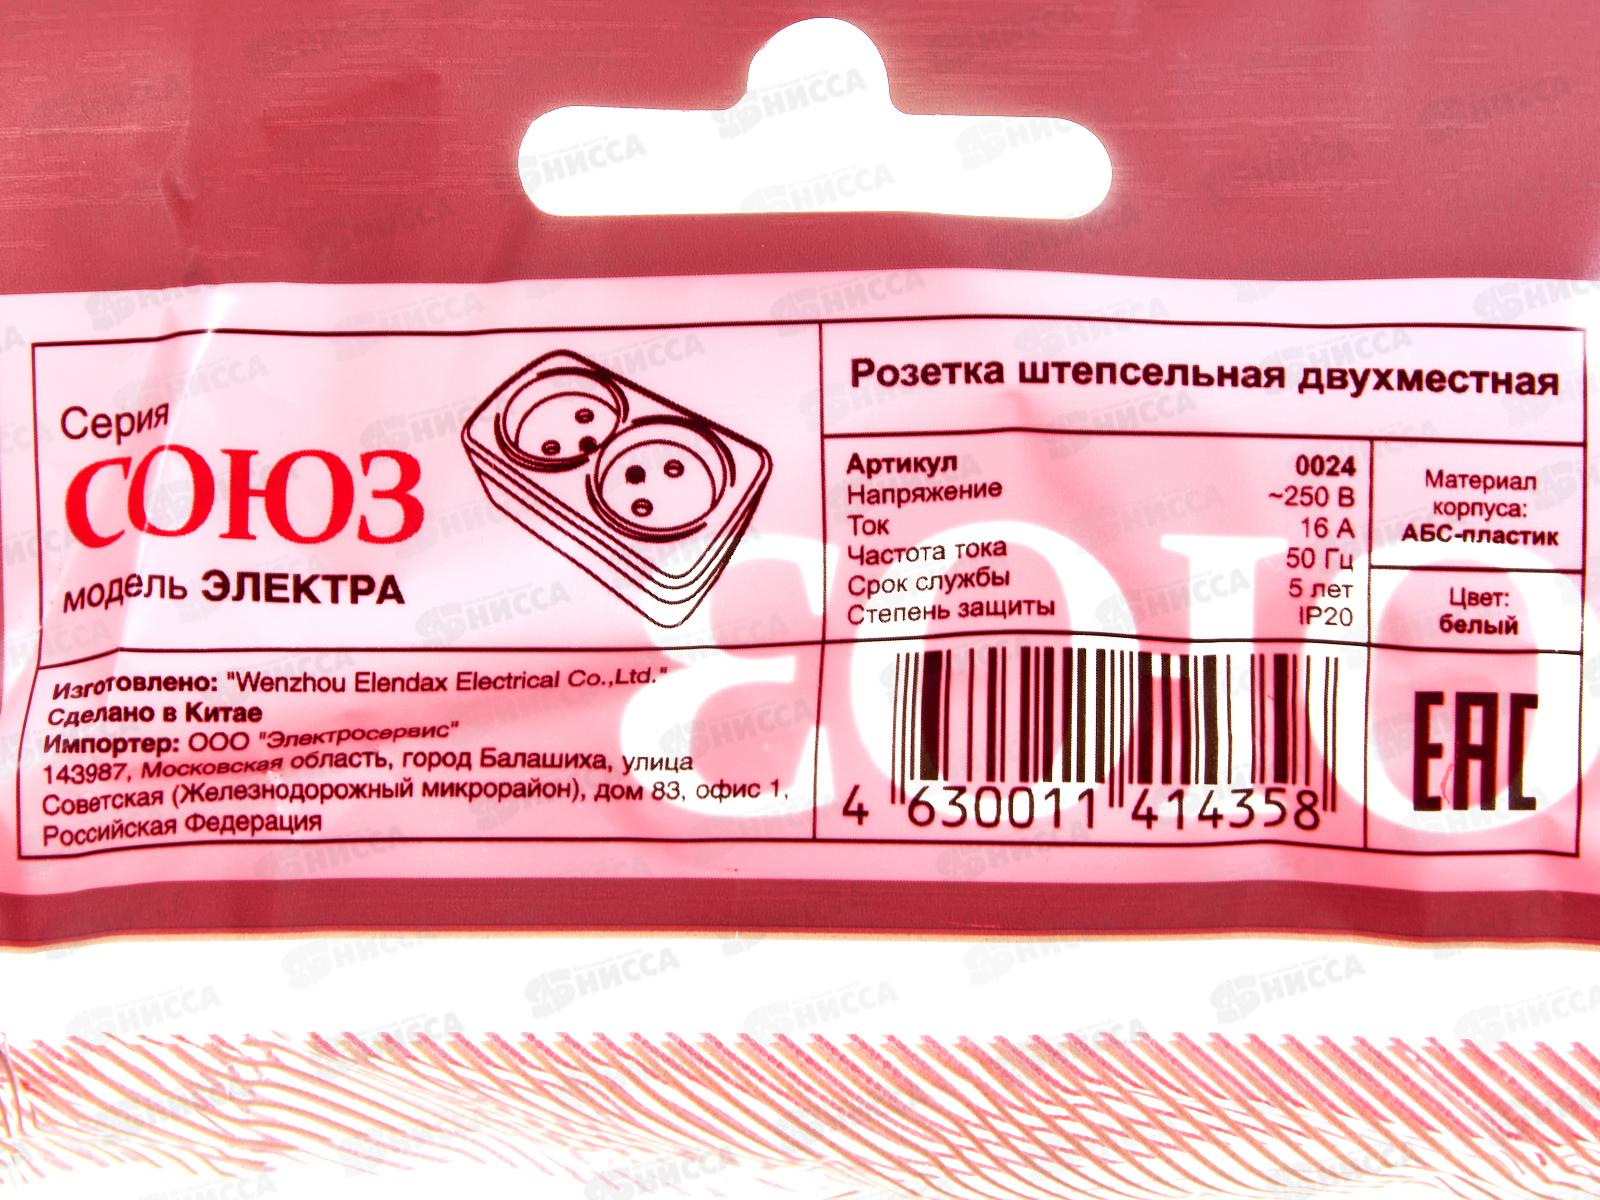 Серия
СОЮЗ
модель ЭЛЕКТРА
Розетка штепсельная двухместная
Артикул 0024
Напряжение ~250 В
Ток 16 А
Частота тока 50 Гц
Срок службы 5 лет
Степень защиты IP20
Материал
корпуса:
АБС-пластик
Цвет:
белый
Изготовлено: "Wenzhou Elendax Electrical Co.,Ltd."
Сделано в Китае
Импортер: ООО "Электросервис"
143987, Московская область, город Балашиха, улица
Советская (Железнодорожный микрорайон), дом 83, офис 1,
Российская Федерация
4 630011 414358
EAC
НИССА